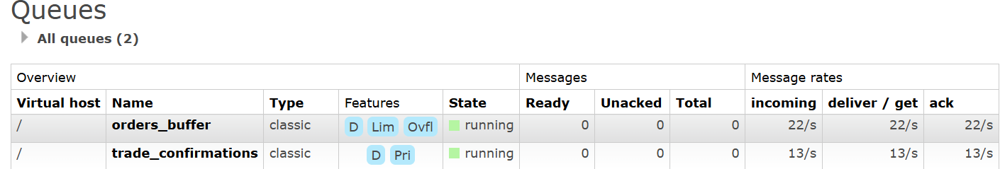 Queues
All queues (2)
Overview Messages Message rates
Virtual host Name Type Features State Ready Unacked Total incoming deliver / get ack
/ orders_buffer classic D Lim Ovfl running 0 0 0 22/s 22/s 22/s
/ trade_confirmations classic D Pri running 0 0 0 13/s 13/s 13/s